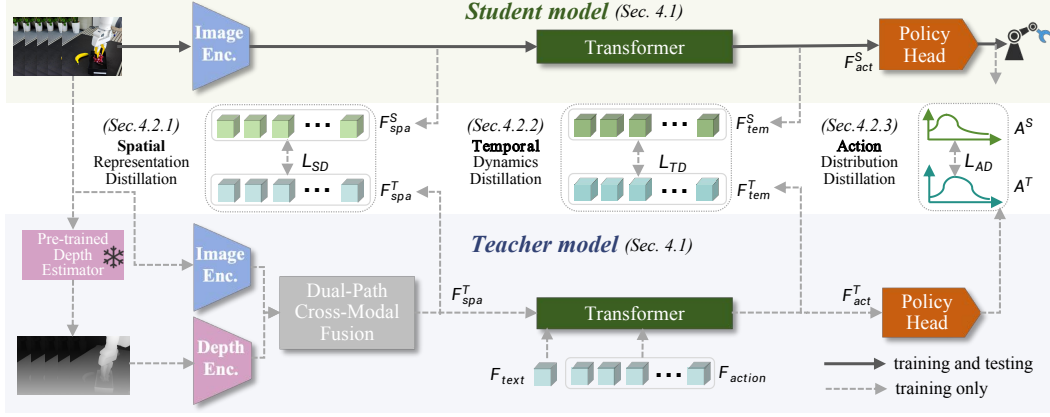 Student model (Sec. 4.1)
Image
Enc.
Transformer
F^S_act
Policy
Head
(Sec.4.2.1)
Spatial
Representation
Distillation
F^S_spa
L_SD
F^T_spa
(Sec.4.2.2)
Temporal
Dynamics
Distillation
F^S_tem
L_TD
F^T_tem
(Sec.4.2.3)
Action
Distribution
Distillation
A^S
L_AD
A^T
Teacher model (Sec. 4.1)
Pre-trained
Depth
Estimator
Image
Enc.
Depth
Enc.
Dual-Path
Cross-Modal
Fusion
F^T_spa
Transformer
F^T_act
Policy
Head
F_text
F_action
training and testing
training only